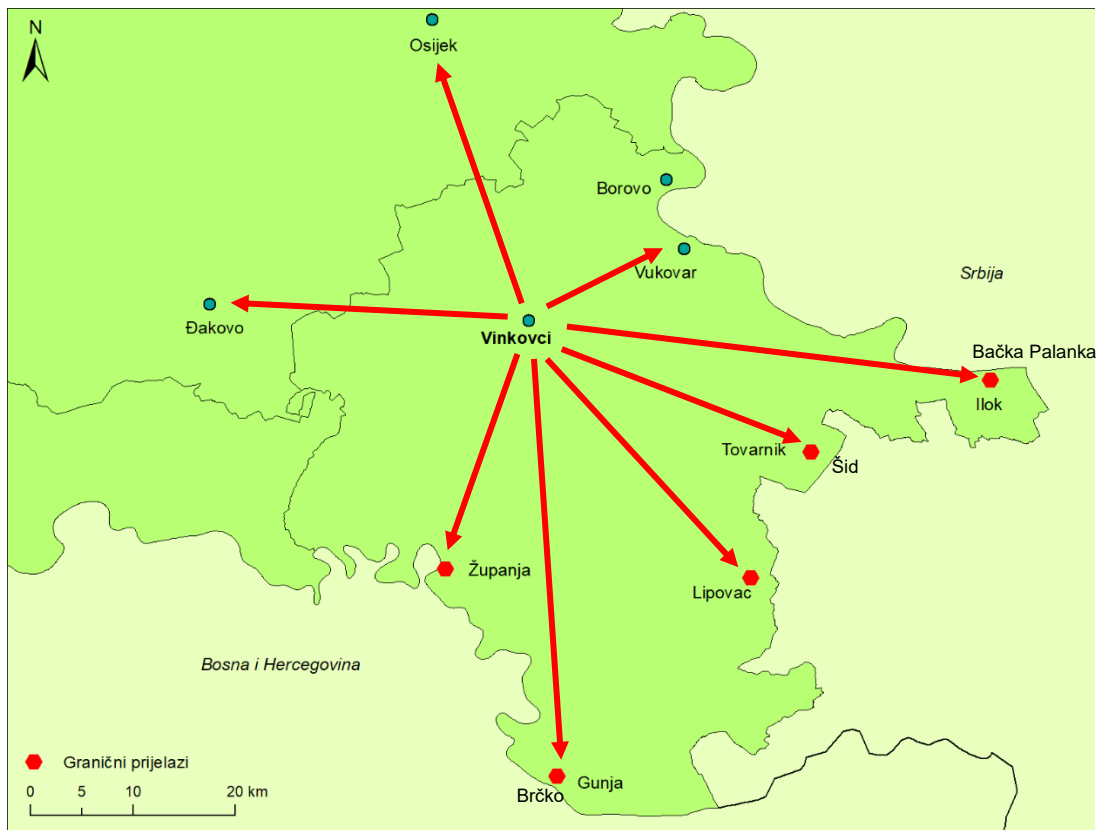 N
Osijek
Borovo
Vukovar
Srbija
Đakovo
Vinkovci
Bačka Palanka
Ilok
Tovarnik
Šid
Županja
Lipovac
Bosna i Hercegovina
Granični prijelazi
Gunja
Brčko
0 5 10 20 km